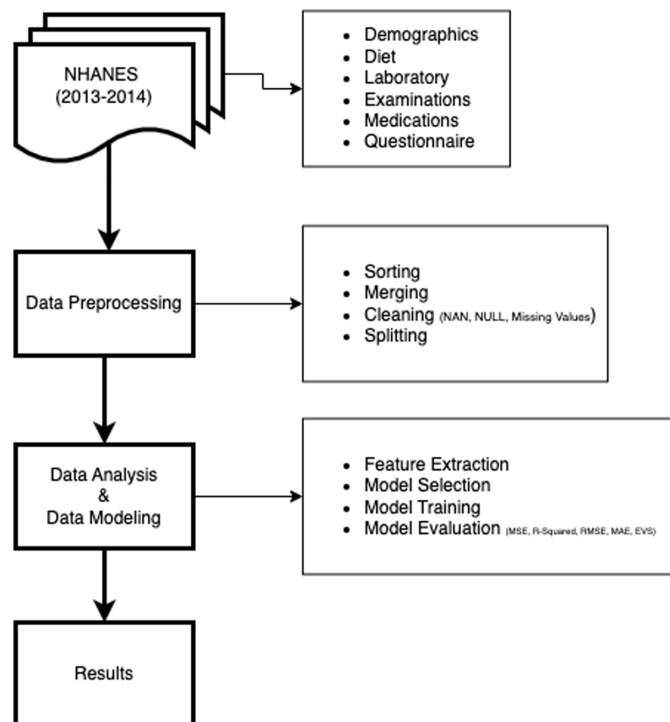 NHANES
(2013-2014)
• Demographics
• Diet
• Laboratory
• Examinations
• Medications
• Questionnaire
Data Preprocessing
• Sorting
• Merging
• Cleaning (NAN, NULL, Missing Values)
• Splitting
Data Analysis
&
Data Modeling
• Feature Extraction
• Model Selection
• Model Training
• Model Evaluation (MSE, R-Squared, RMSE, MAE, EVS)
Results